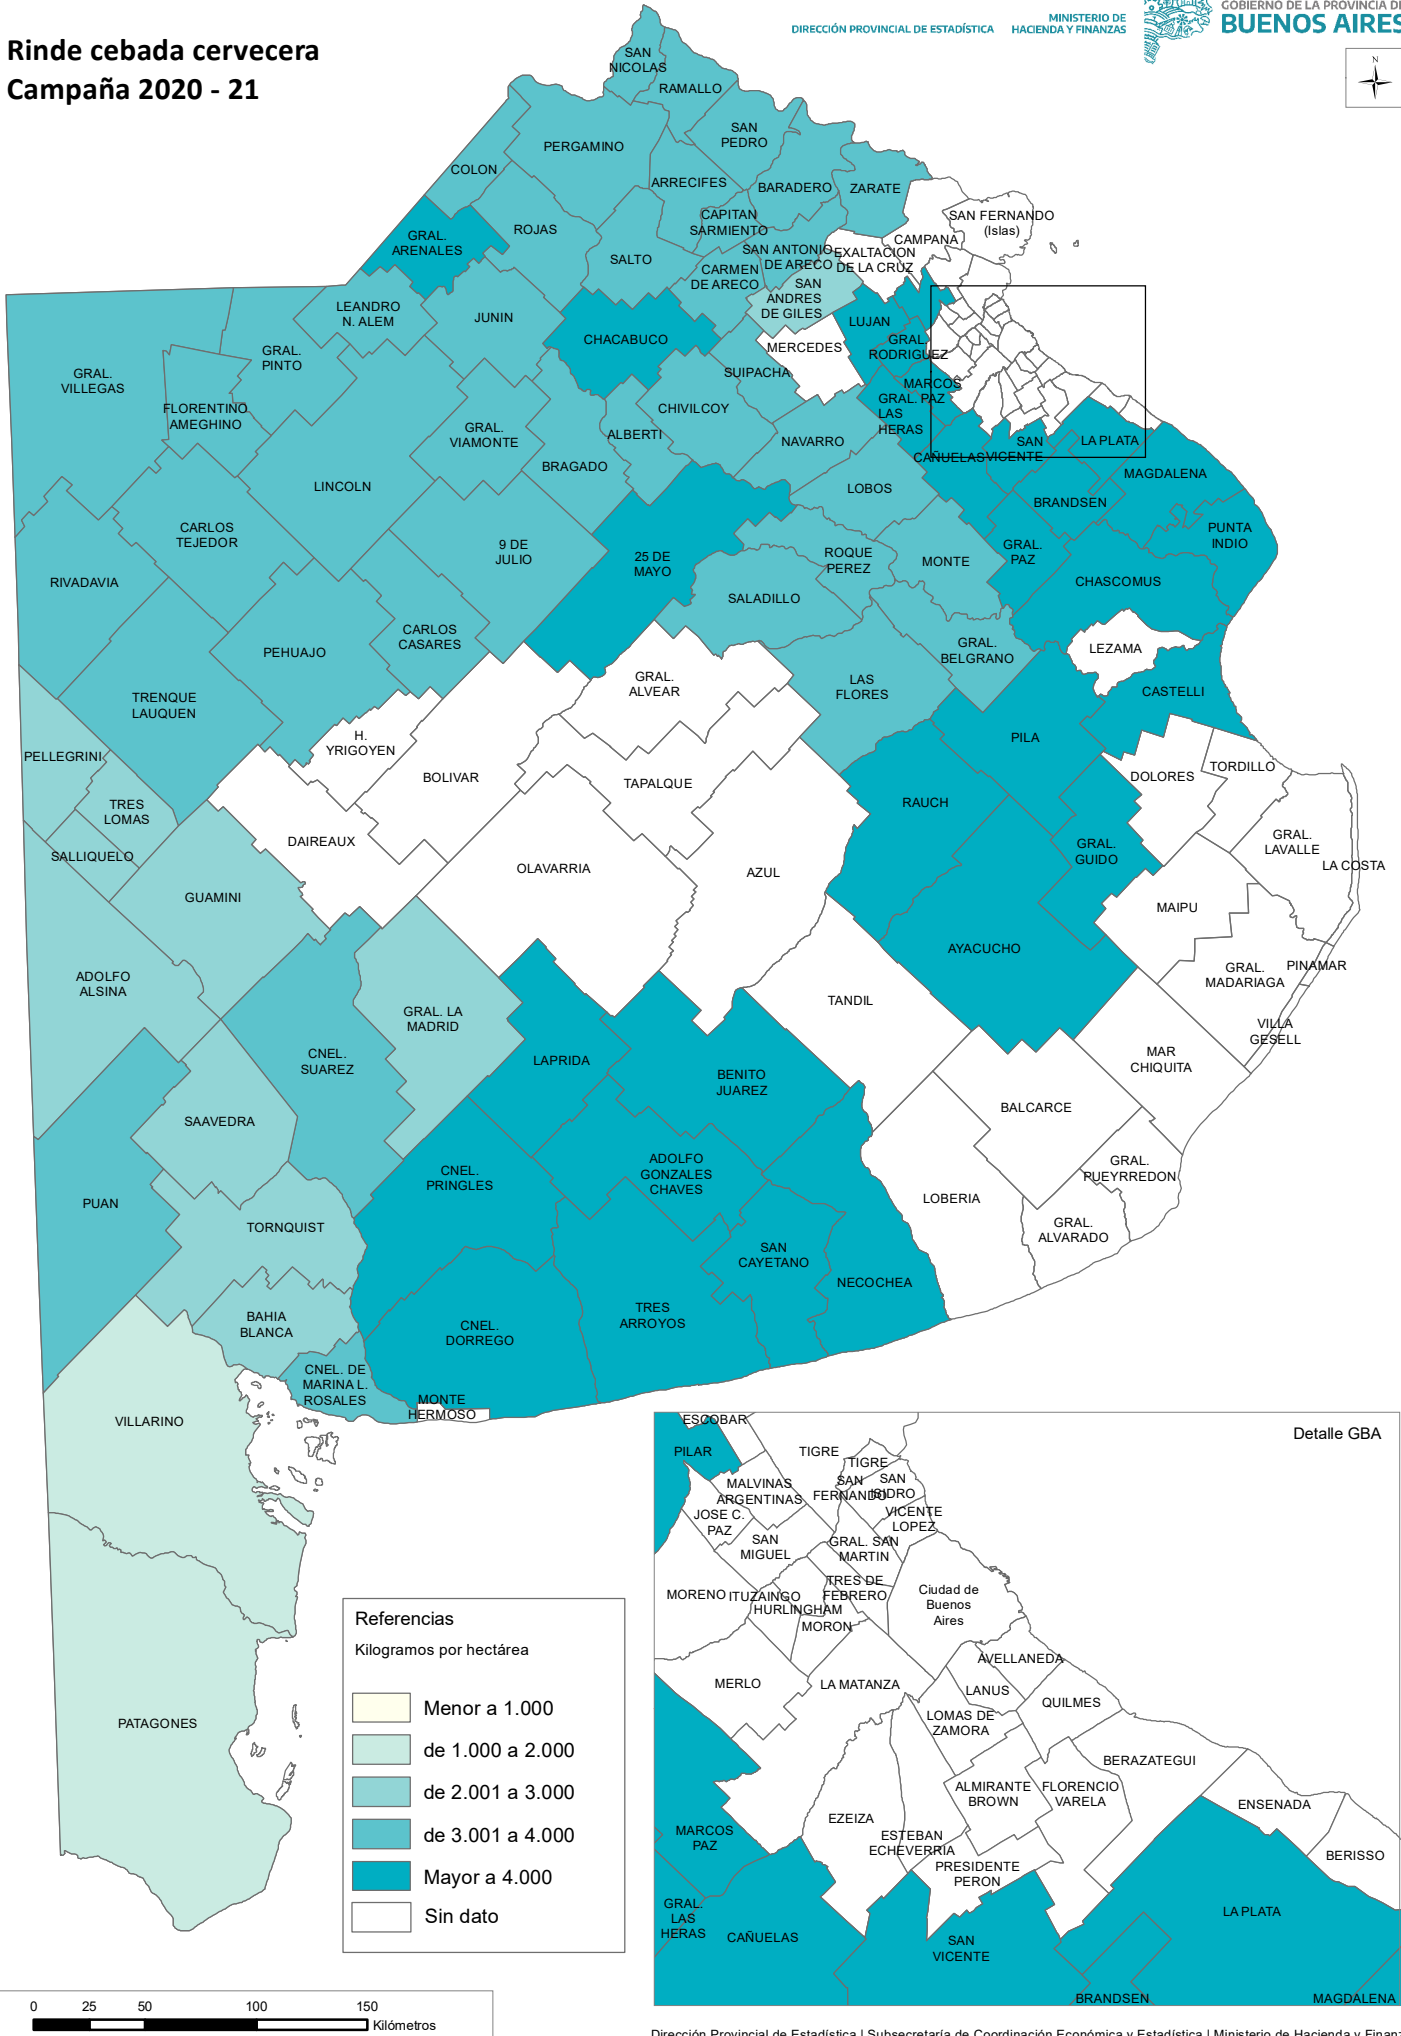 Rinde cebada cervecera
Campaña 2020 - 21
DIRECCIÓN PROVINCIAL DE ESTADÍSTICA
MINISTERIO DE
HACIENDA Y FINANZAS
GOBIERNO DE LA PROVINCIA DE
BUENOS AIRES
N
SAN
NICOLAS
RAMALLO
SAN
PEDRO
PERGAMINO
COLON
ARRECIFES
BARADERO
ZARATE
CAPITAN
SARMIENTO
SAN FERNANDO
(Islas)
CAMPANA
GRAL.
ARENALES
ROJAS
SALTO
SAN ANTONIO
DE ARECO
EXALTACION
DE LA CRUZ
CARMEN
DE ARECO
SAN
ANDRES
DE GILES
LEANDRO
N. ALEM
JUNIN
CHACABUCO
LUJAN
MERCEDES
GRAL.
RODRIGUEZ
GRAL.
PINTO
GRAL.
VILLEGAS
SUIPACHA
MARCOS
PAZ
GRAL.
LAS
HERAS
FLORENTINO
AMEGHINO
CHIVILCOY
ALBERTI
GRAL.
VIAMONTE
NAVARRO
BRAGADO
SAN
VICENTE
LA PLATA
CAÑUELAS
MAGDALENA
LINCOLN
LOBOS
BRANDSEN
CARLOS
TEJEDOR
PUNTA
INDIO
9 DE
JULIO
25 DE
MAYO
ROQUE
PEREZ
MONTE
GRAL.
PAZ
CHASCOMUS
RIVADAVIA
SALADILLO
CARLOS
CASARES
PEHUAJO
GRAL.
BELGRANO
LEZAMA
LAS
FLORES
GRAL.
ALVEAR
CASTELLI
TRENQUE
LAUQUEN
PELLEGRINI
H.
YRIGOYEN
BOLIVAR
PILA
TAPALQUE
DOLORES
TORDILLO
TRES
LOMAS
RAUCH
DAIREAUX
GRAL.
GUIDO
GRAL.
LAVALLE
LA COSTA
SALLIQUELO
OLAVARRIA
AZUL
GUAMINI
MAIPU
AYACUCHO
ADOLFO
ALSINA
GRAL.
MADARIAGA
PINAMAR
GRAL. LA
MADRID
TANDIL
VILLA
GESELL
CNEL.
SUAREZ
LAPRIDA
MAR
CHIQUITA
BENITO
JUAREZ
BALCARCE
SAAVEDRA
ADOLFO
GONZALES
CHAVES
CNEL.
PRINGLES
GRAL.
PUEYRREDON
PUAN
LOBERIA
TORNQUIST
GRAL.
ALVARADO
SAN
CAYETANO
NECOCHEA
BAHIA
BLANCA
TRES
ARROYOS
CNEL.
DORREGO
CNEL. DE
MARINA L.
ROSALES
MONTE
HERMOSO
VILLARINO
PATAGONES
Detalle GBA
ESCOBAR
PILAR
TIGRE
TIGRE
MALVINAS
ARGENTINAS
SAN
FERNANDO
SAN
ISIDRO
JOSE C.
PAZ
VICENTE
LOPEZ
SAN
MIGUEL
GRAL. SAN
MARTIN
MORENO
ITUZAINGO
HURLINGHAM
TRES DE
FEBRERO
MORON
Ciudad de
Buenos
Aires
AVELLANEDA
MERLO
LA MATANZA
LANUS
QUILMES
LOMAS DE
ZAMORA
BERAZATEGUI
ALMIRANTE
BROWN
FLORENCIO
VARELA
ENSENADA
EZEIZA
ESTEBAN
ECHEVERRIA
MARCOS
PAZ
PRESIDENTE
PERON
BERISSO
GRAL.
LAS
HERAS
CAÑUELAS
LA PLATA
SAN
VICENTE
BRANDSEN
MAGDALENA
Referencias
Kilogramos por hectárea
Menor a 1.000
de 1.000 a 2.000
de 2.001 a 3.000
de 3.001 a 4.000
Mayor a 4.000
Sin dato
0 25 50 100 150
Kilómetros
Dirección Provincial de Estadística | Subsecretaría de Coordinación Económica y Estadística | Ministerio de Hacienda y Finanz